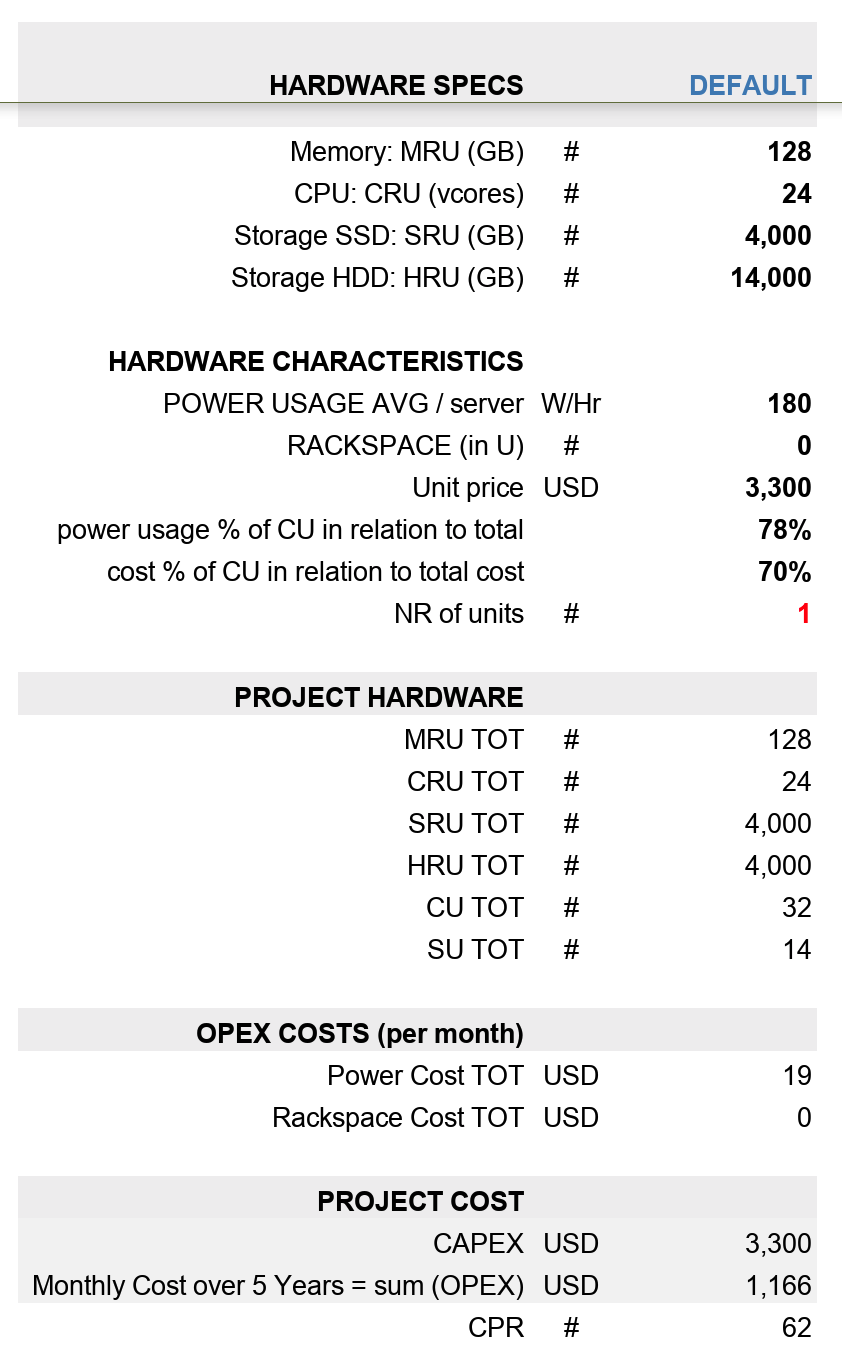 HARDWARE SPECS DEFAULT
Memory: MRU (GB) # 128
CPU: CRU (vcores) # 24
Storage SSD: SRU (GB) # 4,000
Storage HDD: HRU (GB) # 14,000
HARDWARE CHARACTERISTICS
POWER USAGE AVG / server W/Hr 180
RACKSPACE (in U) # 0
Unit price USD 3,300
power usage % of CU in relation to total 78%
cost % of CU in relation to total cost 70%
NR of units # 1
PROJECT HARDWARE
MRU TOT # 128
CRU TOT # 24
SRU TOT # 4,000
HRU TOT # 4,000
CU TOT # 32
SU TOT # 14
OPEX COSTS (per month)
Power Cost TOT USD 19
Rackspace Cost TOT USD 0
PROJECT COST
CAPEX USD 3,300
Monthly Cost over 5 Years = sum (OPEX) USD 1,166
CPR # 62